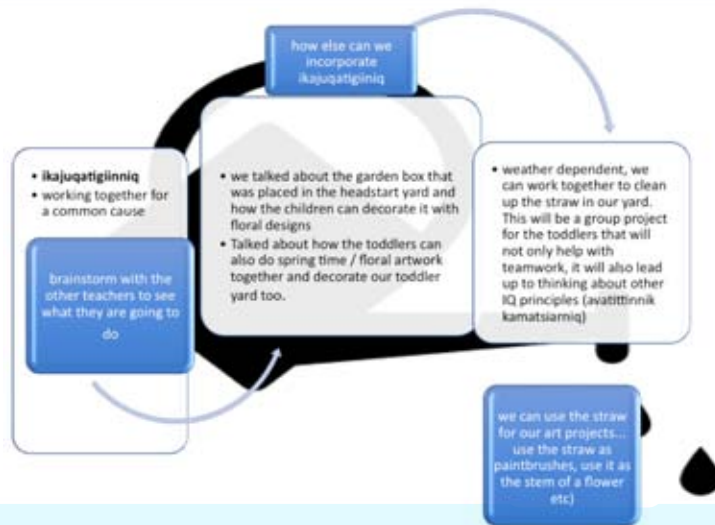 how else can we
incorporate
ikajuqatigiiniq
• ikajuqatigiinniq
• working together for
a common cause
brainstorm with the
other teachers to see
what they are going to
do
• we talked about the garden box that
was placed in the headstart yard and
how the children can decorate it with
floral designs
• Talked about how the toddlers can
also do spring time / floral artwork
together and decorate our toddler
yard too.
• weather dependent, we
can work together to clean
up the straw in our yard.
This will be a group project
for the toddlers that will
not only help with
teamwork, it will also lead
up to thinking about other
IQ principles (avatittinnik
kamatsiarniq)
we can use the straw
for our art projects...
use the straw as
paintbrushes, use it as
the stem of a flower
etc)